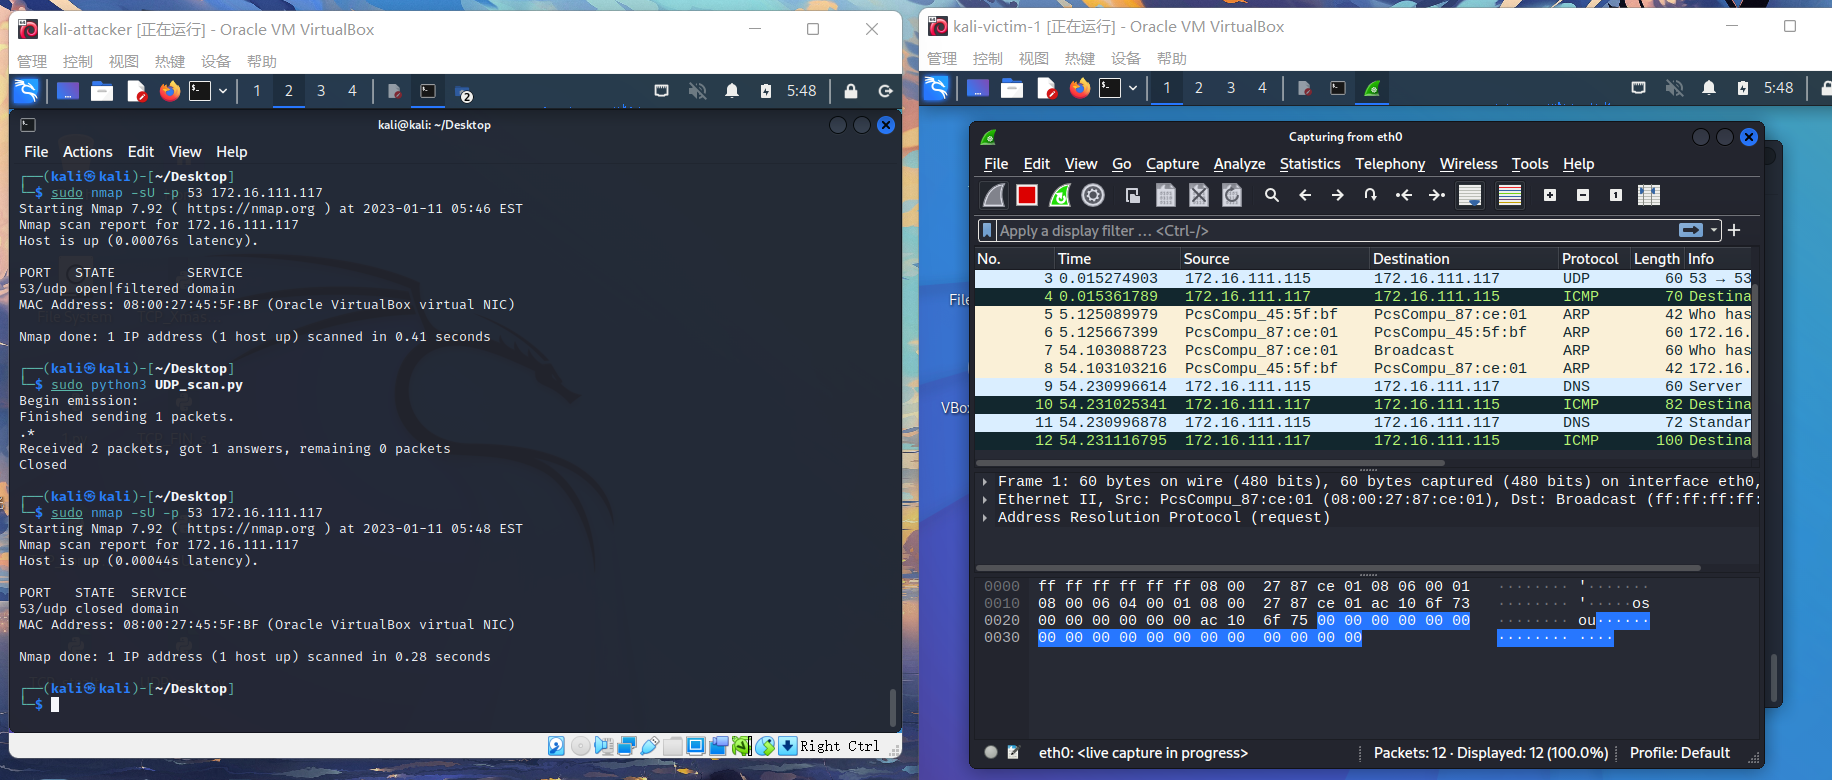 kali-attacker [正在运行] - Oracle VM VirtualBox
管理 控制 视图 热键 设备 帮助
1 2 3 4 2 5:48
kali@kali: ~/Desktop
File Actions Edit View Help
┌──(kali㉿kali)-[~/Desktop]
└─$ sudo nmap -sU -p 53 172.16.111.117
Starting Nmap 7.92 ( https://nmap.org ) at 2023-01-11 05:46 EST
Nmap scan report for 172.16.111.117
Host is up (0.00076s latency).
PORT   STATE         SERVICE
53/udp open|filtered domain
MAC Address: 08:00:27:45:5F:BF (Oracle VirtualBox virtual NIC)
Nmap done: 1 IP address (1 host up) scanned in 0.41 seconds
┌──(kali㉿kali)-[~/Desktop]
└─$ sudo python3 UDP_scan.py
Begin emission:
Finished sending 1 packets.
.*
Received 2 packets, got 1 answers, remaining 0 packets
Closed
┌──(kali㉿kali)-[~/Desktop]
└─$ sudo nmap -sU -p 53 172.16.111.117
Starting Nmap 7.92 ( https://nmap.org ) at 2023-01-11 05:48 EST
Nmap scan report for 172.16.111.117
Host is up (0.00044s latency).
PORT   STATE  SERVICE
53/udp closed domain
MAC Address: 08:00:27:45:5F:BF (Oracle VirtualBox virtual NIC)
Nmap done: 1 IP address (1 host up) scanned in 0.28 seconds
┌──(kali㉿kali)-[~/Desktop]
└─$
Right Ctrl
kali-victim-1 [正在运行] - Oracle VM VirtualBox
管理 控制 视图 热键 设备 帮助
1 2 3 4 5:48
File
VBo
Capturing from eth0
File Edit View Go Capture Analyze Statistics Telephony Wireless Tools Help
Apply a display filter … <Ctrl-/>
No. Time Source Destination Protocol Length Info
3 0.015274903 172.16.111.115 172.16.111.117 UDP 60 53 → 53
4 0.015361789 172.16.111.117 172.16.111.115 ICMP 70 Destina
5 5.125089979 PcsCompu_45:5f:bf PcsCompu_87:ce:01 ARP 42 Who has
6 5.125667399 PcsCompu_87:ce:01 PcsCompu_45:5f:bf ARP 60 172.16.
7 54.103088723 PcsCompu_87:ce:01 Broadcast ARP 60 Who has
8 54.103103216 PcsCompu_45:5f:bf PcsCompu_87:ce:01 ARP 42 172.16.
9 54.230996614 172.16.111.115 172.16.111.117 DNS 60 Server
10 54.231025341 172.16.111.117 172.16.111.115 ICMP 82 Destina
11 54.230996878 172.16.111.115 172.16.111.117 DNS 72 Standar
12 54.231116795 172.16.111.117 172.16.111.115 ICMP 100 Destina
Frame 1: 60 bytes on wire (480 bits), 60 bytes captured (480 bits) on interface eth0,
Ethernet II, Src: PcsCompu_87:ce:01 (08:00:27:87:ce:01), Dst: Broadcast (ff:ff:ff:ff:
Address Resolution Protocol (request)
0000 ff ff ff ff ff ff 08 00 27 87 ce 01 08 06 00 01 ········ '·······
0010 08 00 06 04 00 01 08 00 27 87 ce 01 ac 10 6f 73 ········ '·····os
0020 00 00 00 00 00 00 ac 10 6f 75 00 00 00 00 00 00 ········ ou······
0030 00 00 00 00 00 00 00 00 00 00 00 00 ········ ····
eth0: <live capture in progress> Packets: 12 · Displayed: 12 (100.0%) Profile: Default